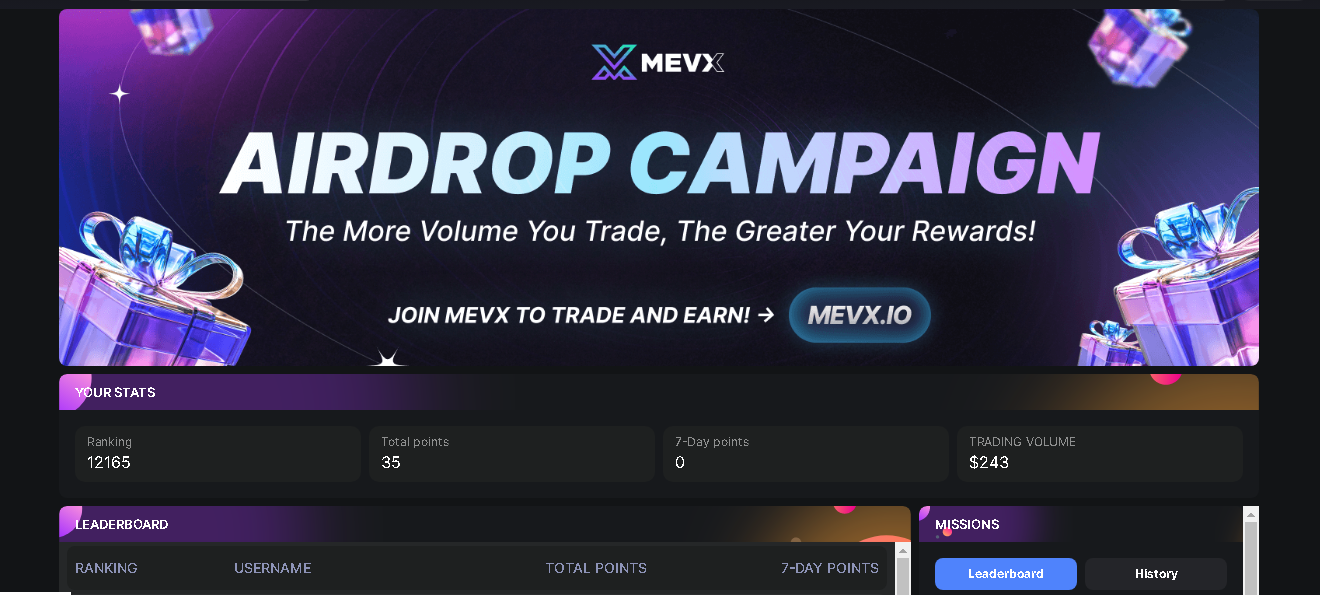 MEVX
AIRDROP CAMPAIGN
The More Volume You Trade, The Greater Your Rewards!
JOIN MEVX TO TRADE AND EARN! → MEVX.IO
YOUR STATS
Ranking Total points 7-Day points TRADING VOLUME
12165 35 0 $243
LEADERBOARD MISSIONS
RANKING USERNAME TOTAL POINTS 7-DAY POINTS
Leaderboard History